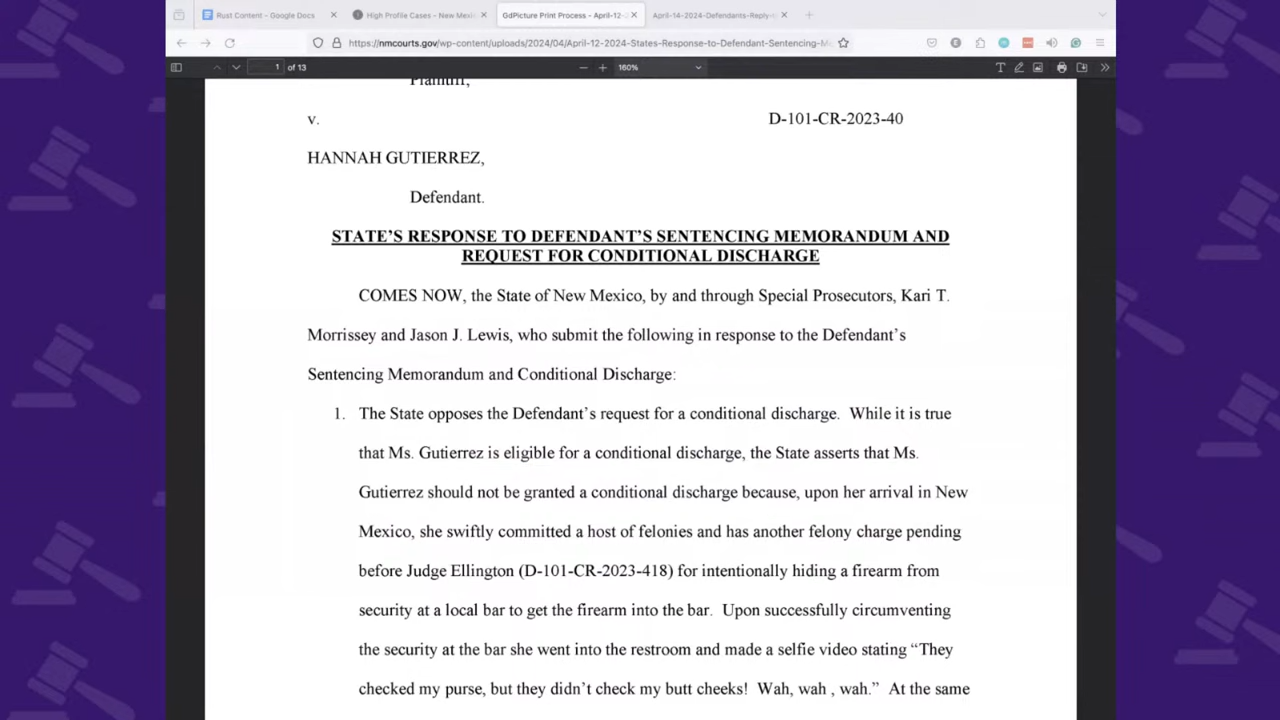 Rust Content - Google Docs
High Profile Cases - New Mexi
GdPicture Print Process - April-12-2
April-14-2024-Defendants-Reply-
https://nmcourts.gov/wp-content/uploads/2024/04/April-12-2024-States-Response-to-Defendant-Sentencing-M
1 of 13
160%
Plaintiff,
v. D-101-CR-2023-40
HANNAH GUTIERREZ,
Defendant.
STATE’S RESPONSE TO DEFENDANT’S SENTENCING MEMORANDUM AND
REQUEST FOR CONDITIONAL DISCHARGE
COMES NOW, the State of New Mexico, by and through Special Prosecutors, Kari T.
Morrissey and Jason J. Lewis, who submit the following in response to the Defendant’s
Sentencing Memorandum and Conditional Discharge:
1. The State opposes the Defendant’s request for a conditional discharge. While it is true
that Ms. Gutierrez is eligible for a conditional discharge, the State asserts that Ms.
Gutierrez should not be granted a conditional discharge because, upon her arrival in New
Mexico, she swiftly committed a host of felonies and has another felony charge pending
before Judge Ellington (D-101-CR-2023-418) for intentionally hiding a firearm from
security at a local bar to get the firearm into the bar. Upon successfully circumventing
the security at the bar she went into the restroom and made a selfie video stating “They
checked my purse, but they didn’t check my butt cheeks! Wah, wah , wah.” At the same